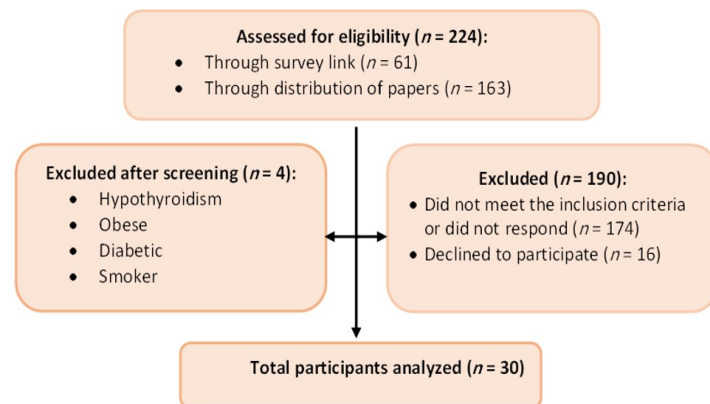 Assessed for eligibility (n = 224):
• Through survey link (n = 61)
• Through distribution of papers (n = 163)
Excluded after screening (n = 4):
• Hypothyroidism
• Obese
• Diabetic
• Smoker
Excluded (n = 190):
• Did not meet the inclusion criteria
or did not respond (n = 174)
• Declined to participate (n = 16)
Total participants analyzed (n = 30)